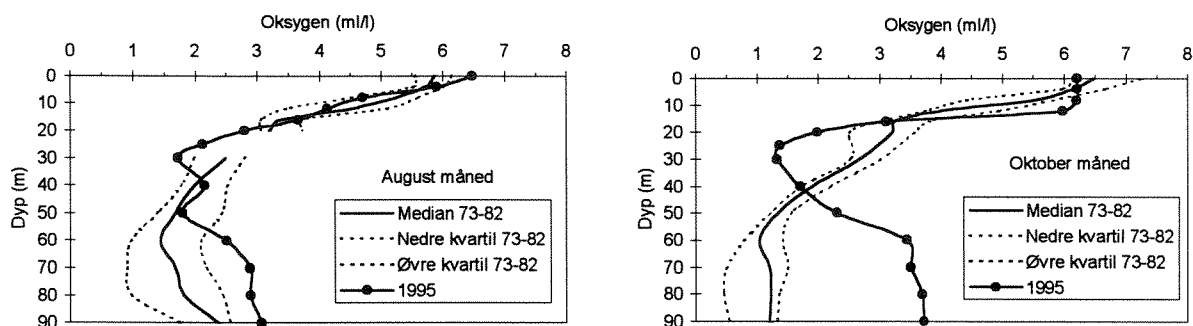 Oksygen (ml/l)
0 1 2 3 4 5 6 7 8
0
10
20
30
40
50
60
70
80
90
Dyp (m)
August måned
Median 73-82
Nedre kvartil 73-82
Øvre kvartil 73-82
1995
Oksygen (ml/l)
0 1 2 3 4 5 6 7 8
0
10
20
30
40
50
60
70
80
90
Dyp (m)
Oktober måned
Median 73-82
Nedre kvartil 73-82
Øvre kvartil 73-82
1995